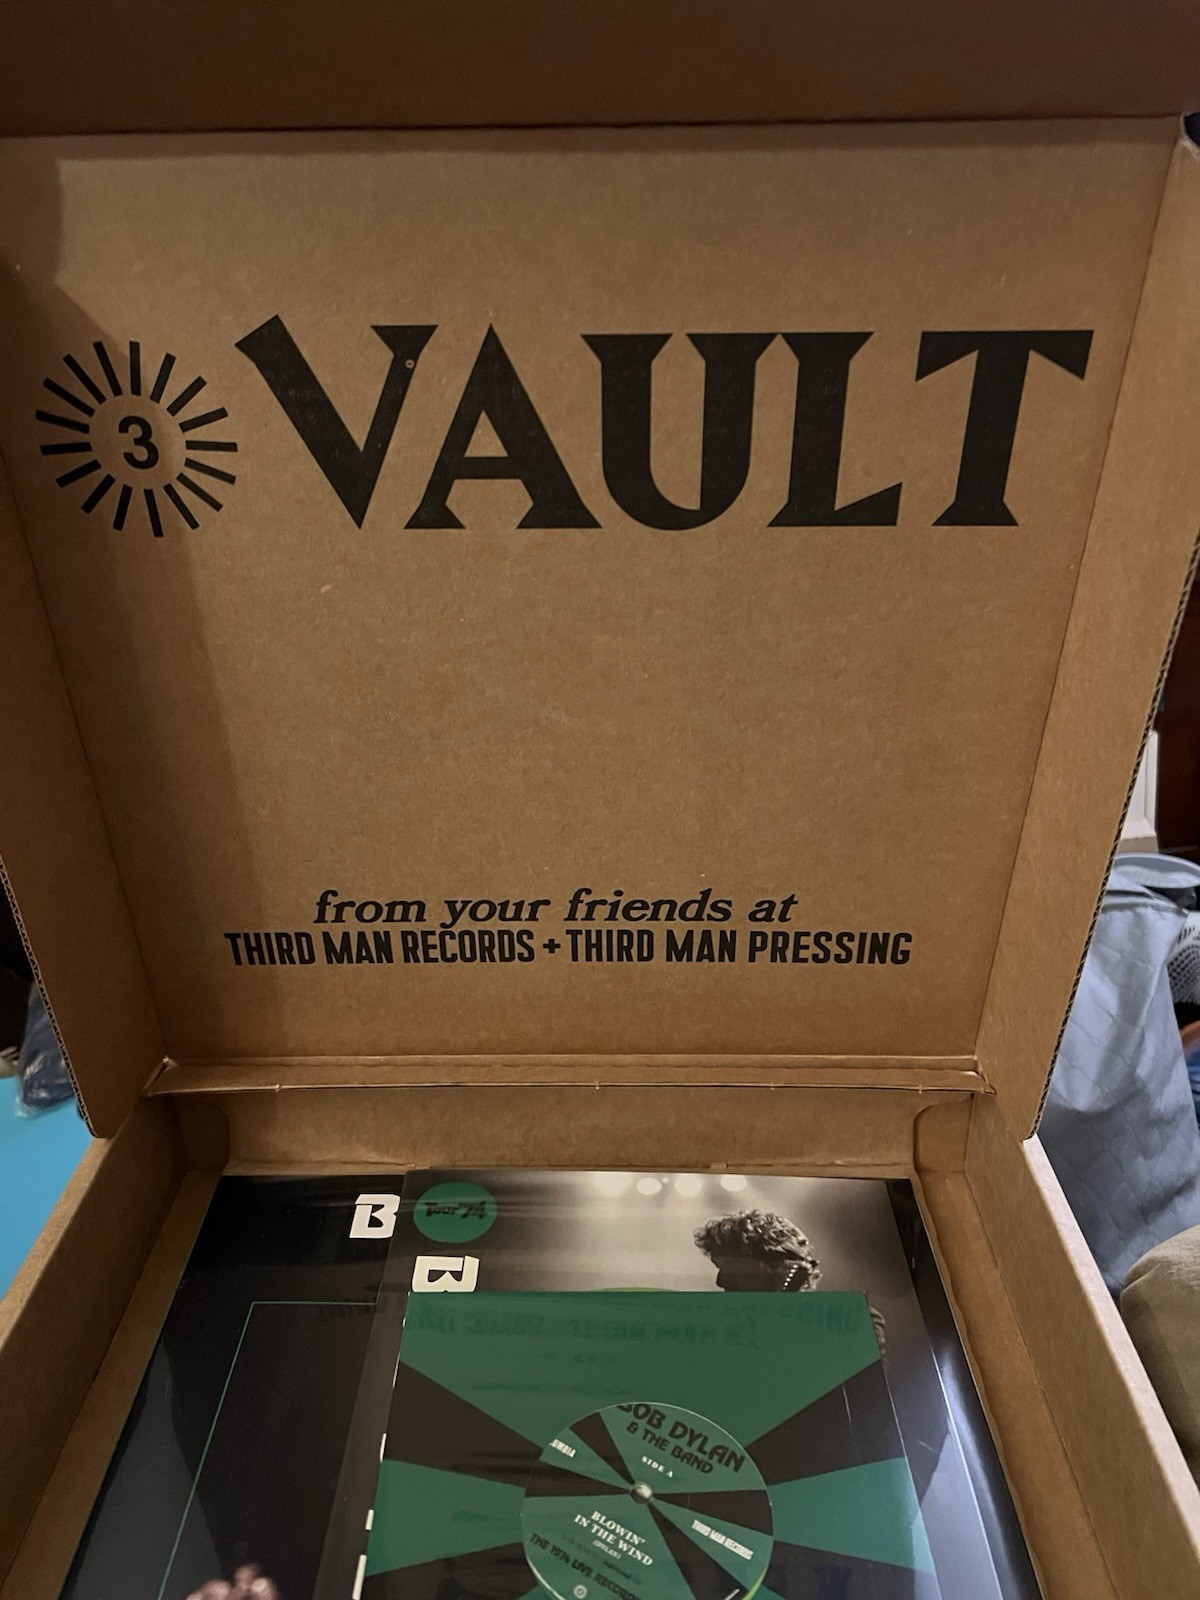 3 VAULT
from your friends at
THIRD MAN RECORDS + THIRD MAN PRESSING
B
Tour '74
B
BOB DYLAN
& THE BAND
SIDE A
BLOWIN'
IN THE WIND
(DYLAN)
THIRD MAN RECORDS
THE 1974 LIVE